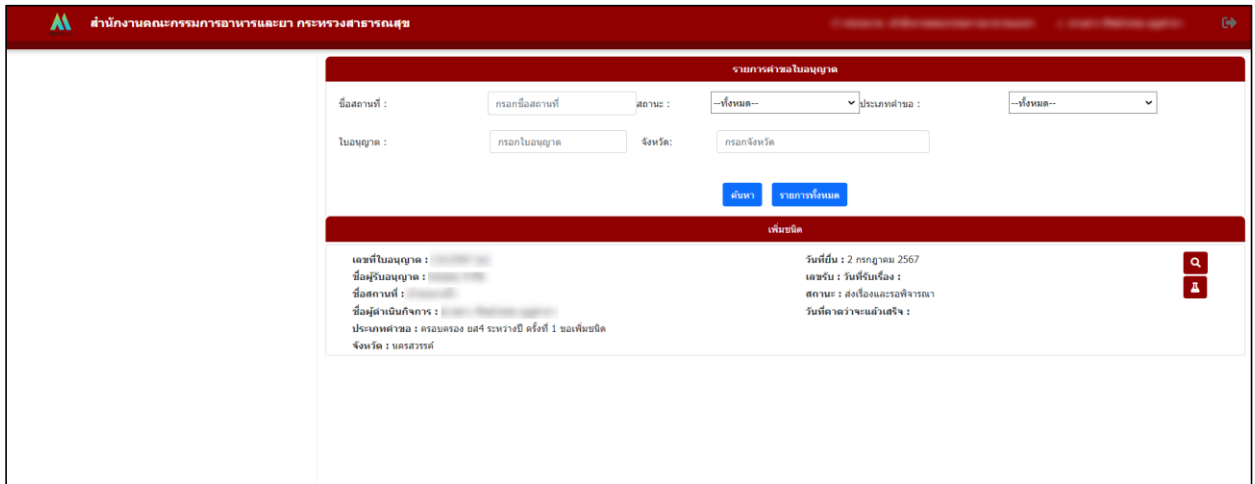 สำนักงานคณะกรรมการอาหารและยา กระทรวงสาธารณสุข
รายการคำขอใบอนุญาต
ชื่อสถานที่ : กรอกชื่อสถานที่ สถานะ : --ทั้งหมด-- ประเภทคำขอ : --ทั้งหมด--
ใบอนุญาต : กรอกใบอนุญาต จังหวัด: กรอกจังหวัด
ค้นหา รายการทั้งหมด
เพิ่มชนิด
เลขที่ใบอนุญาต : วันที่ยื่น : 2 กรกฎาคม 2567
ชื่อผู้รับอนุญาต : เลขรับ : วันที่รับเรื่อง :
ชื่อสถานที่ : สถานะ : ส่งเรื่องและรอพิจารณา
ชื่อผู้ดำเนินกิจการ : วันที่คาดว่าจะแล้วเสร็จ :
ประเภทคำขอ : ครอบครอง ยส4 ระหว่างปี ครั้งที่ 1 ขอเพิ่มชนิด
จังหวัด : นครสวรรค์